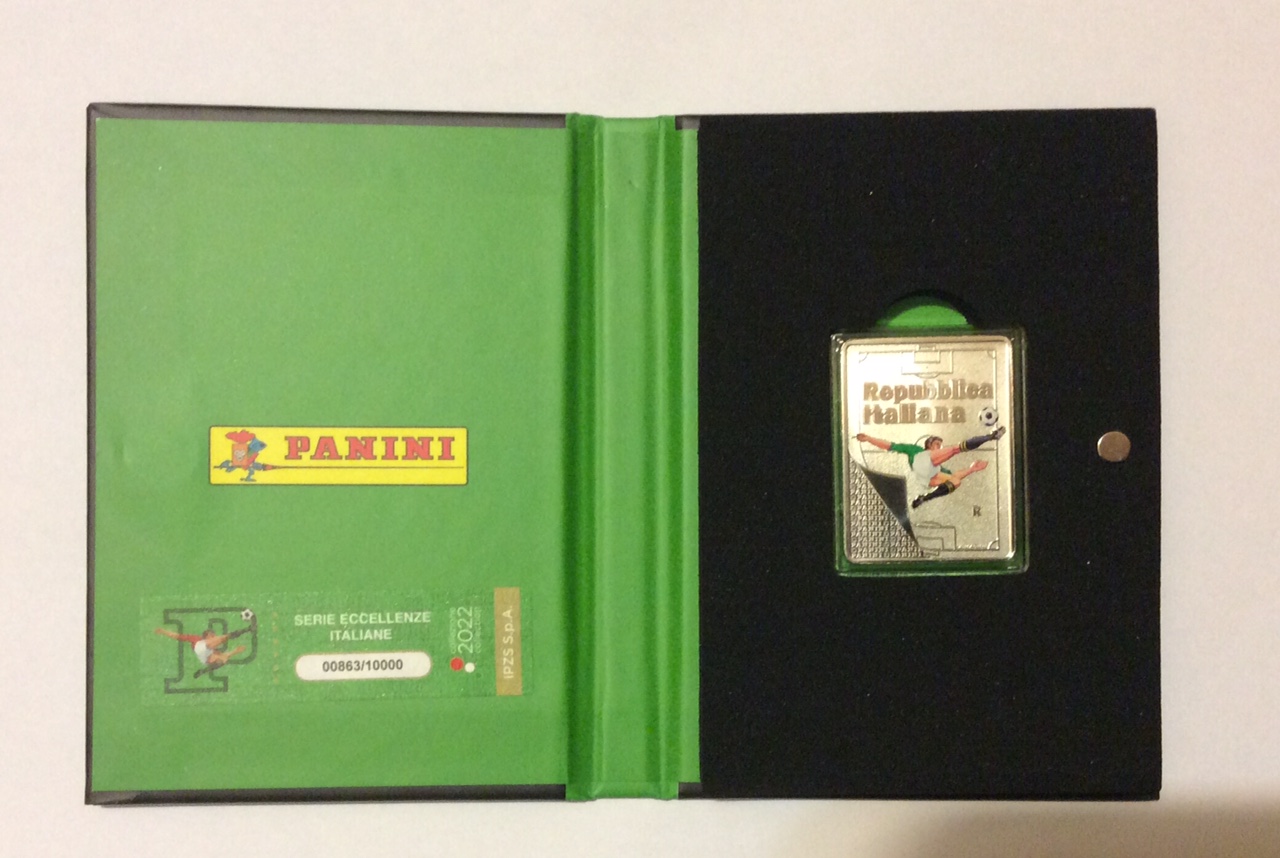 PANINI
SERIE ECCELLENZE
ITALIANE
00863/10000
2022
IPZS S.p.A.
Repubblica
Italiana
R